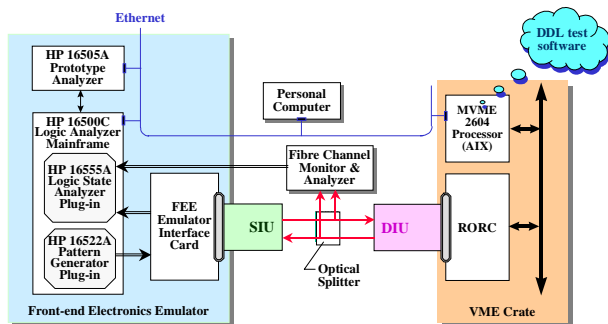 Ethernet
DDL test
software
HP 16505A
Prototype
Analyzer
HP 16500C
Logic Analyzer
Mainframe
HP 16555A
Logic State
Analyzer
Plug-in
HP 16522A
Pattern
Generator
Plug-in
FEE
Emulator
Interface
Card
Personal
Computer
Fibre Channel
Monitor &
Analyzer
SIU
DIU
Optical
Splitter
MVME
2604
Processor
(AIX)
RORC
Front-end Electronics Emulator
VME Crate